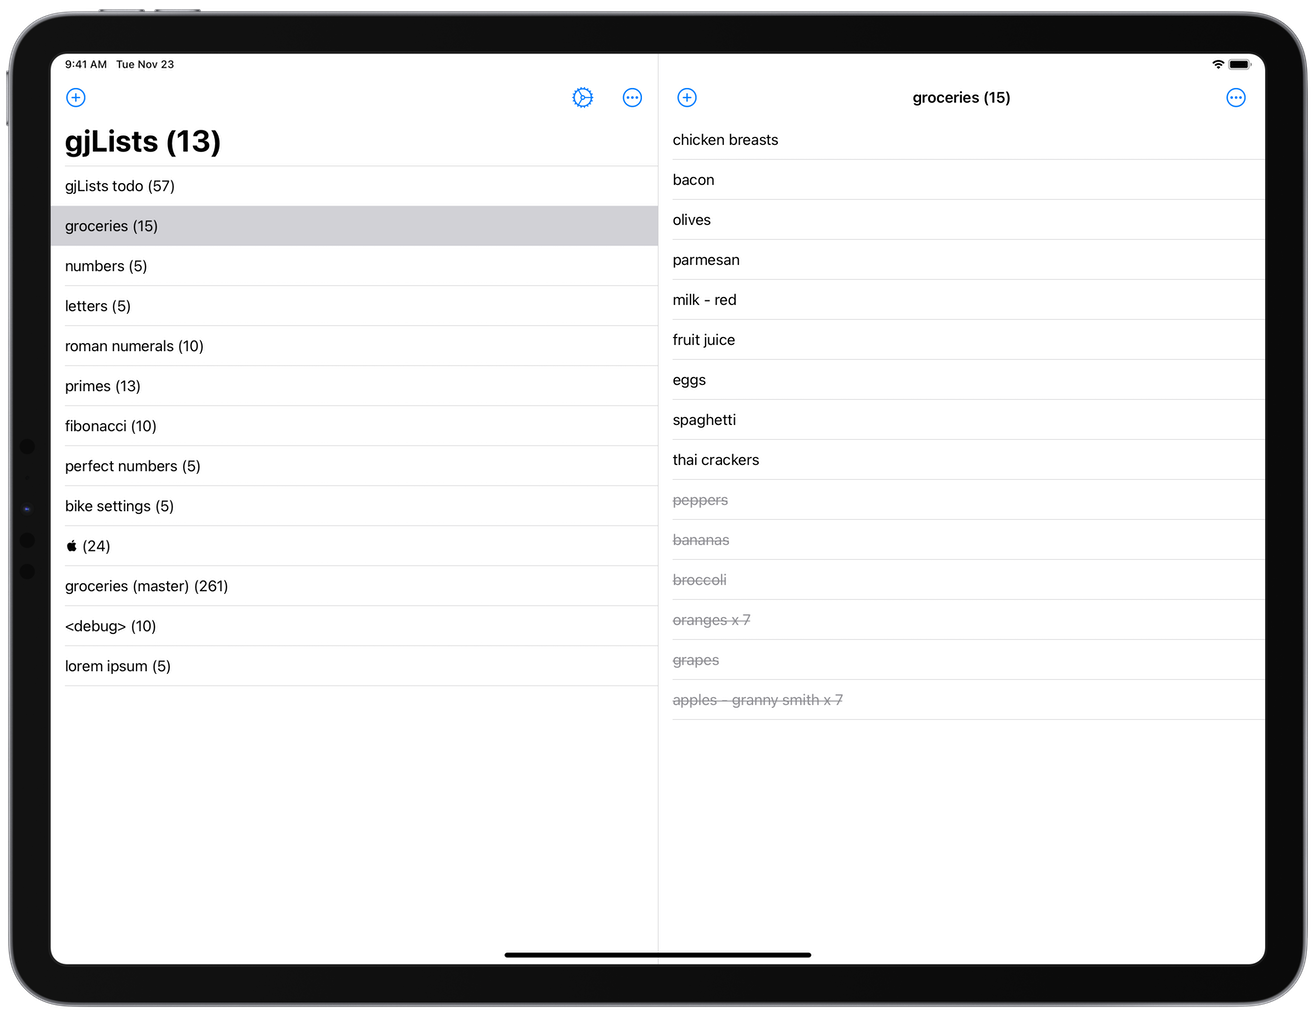 9:41 AM Tue Nov 23
gjLists (13)
gjLists todo (57)
groceries (15)
numbers (5)
letters (5)
roman numerals (10)
primes (13)
fibonacci (10)
perfect numbers (5)
bike settings (5)
(24)
groceries (master) (261)
<debug> (10)
lorem ipsum (5)
groceries (15)
chicken breasts
bacon
olives
parmesan
milk - red
fruit juice
eggs
spaghetti
thai crackers
peppers
bananas
broccoli
oranges x 7
grapes
apples - granny smith x 7